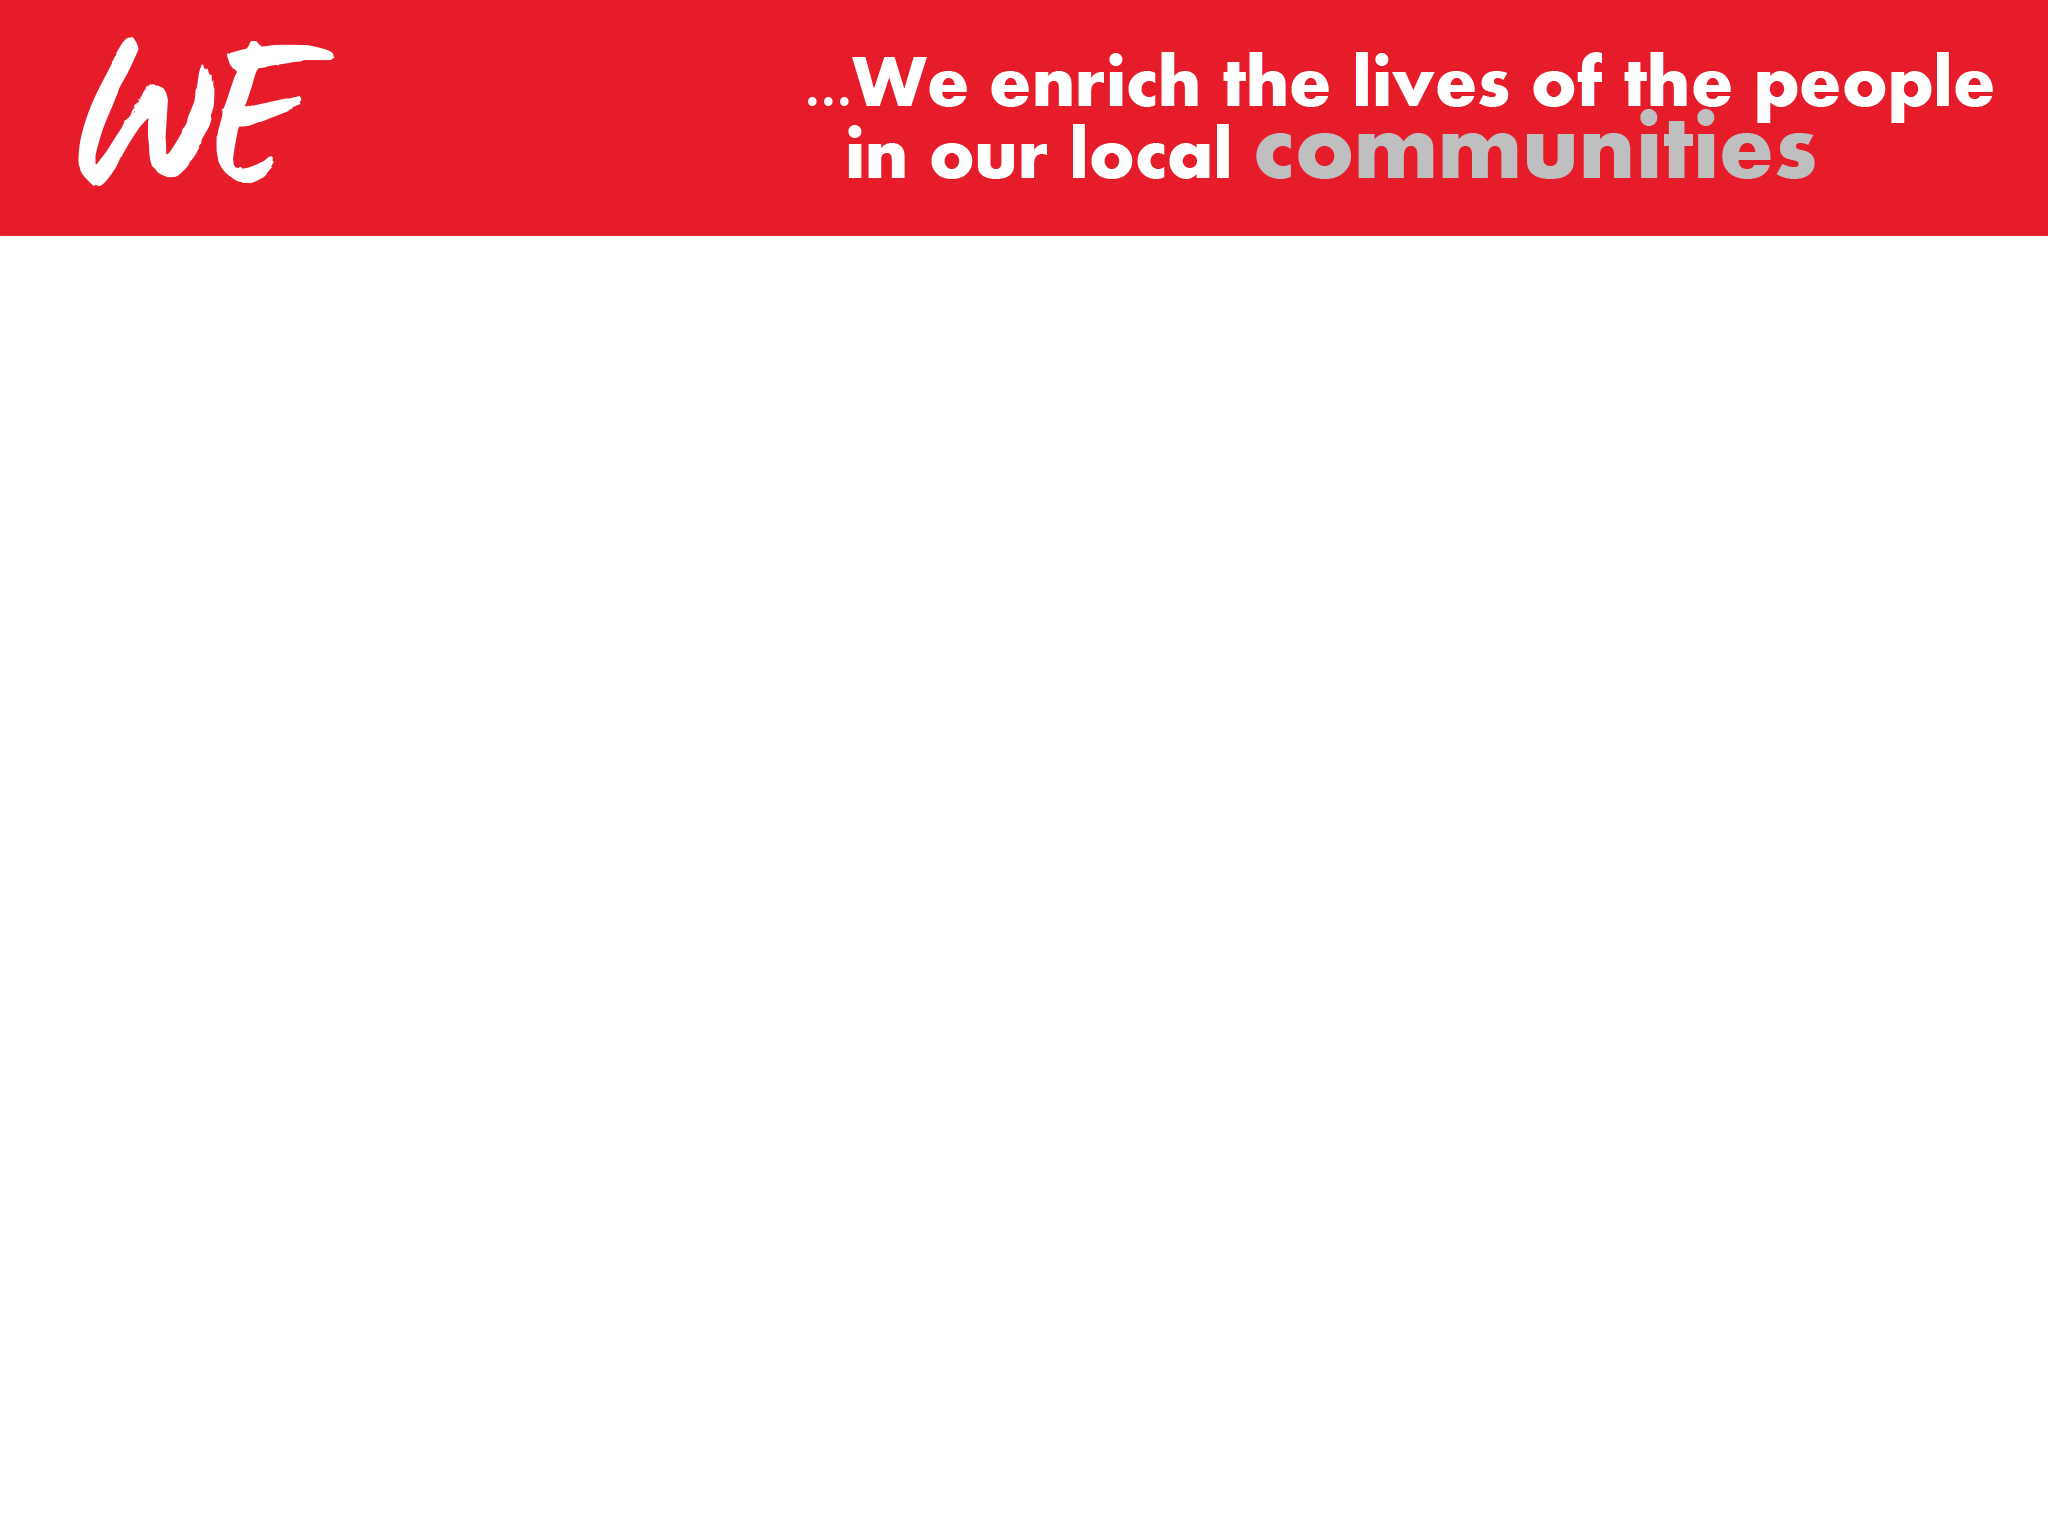 WE
...We enrich the lives of the people
in our local communities